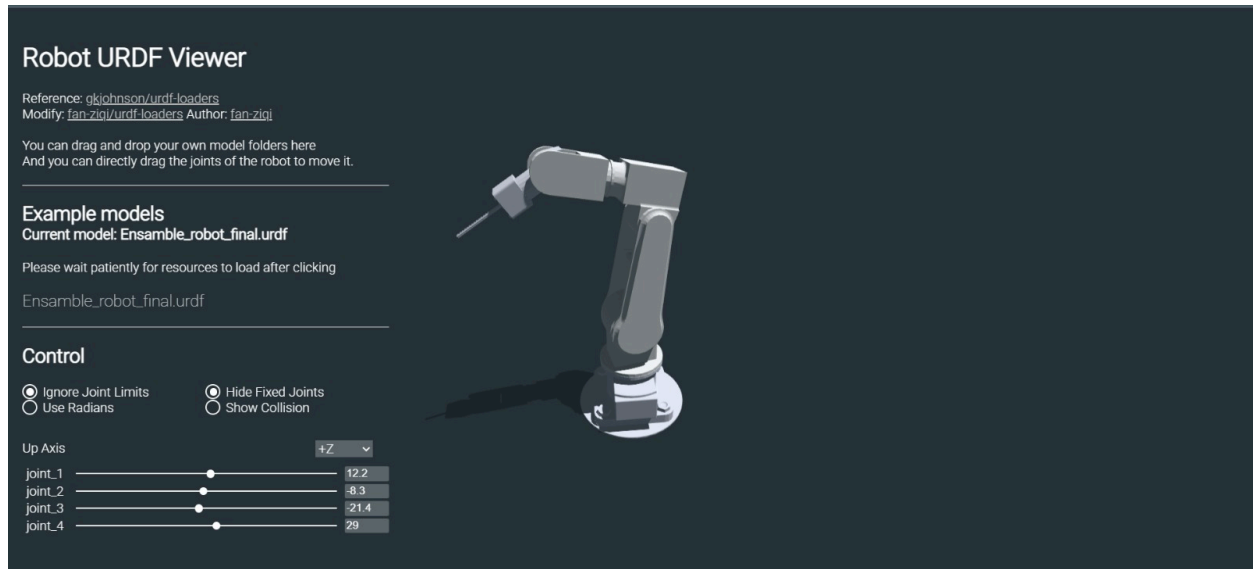 Robot URDF Viewer
Reference: gkjohnson/urdf-loaders
Modify: fan-ziqi/urdf-loaders Author: fan-ziqi
You can drag and drop your own model folders here
And you can directly drag the joints of the robot to move it.
Example models
Current model: Ensamble_robot_final.urdf
Please wait patiently for resources to load after clicking
Ensamble_robot_final.urdf
Control
Ignore Joint Limits Hide Fixed Joints
Use Radians Show Collision
Up Axis +Z
joint_1 12.2
joint_2 -8.3
joint_3 -21.4
joint_4 29